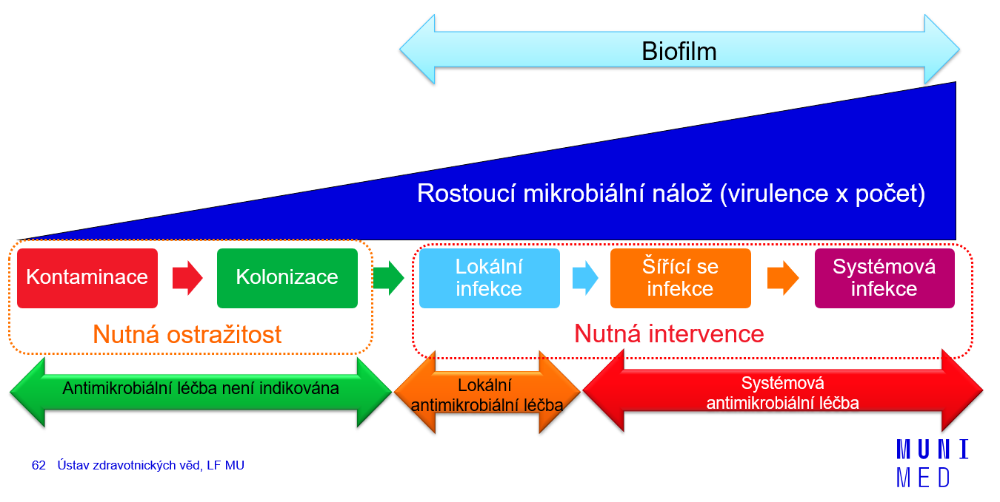 Biofilm
Rostoucí mikrobiální nálož (virulence x počet)
Kontaminace
Kolonizace
Lokální
infekce
Šířící se
infekce
Systémová
infekce
Nutná ostražitost
Nutná intervence
Antimikrobiální léčba není indikována
Lokální
antimikrobiální léčba
Systémová
antimikrobiální léčba
62 Ústav zdravotnických věd, LF MU
MUNI
MED